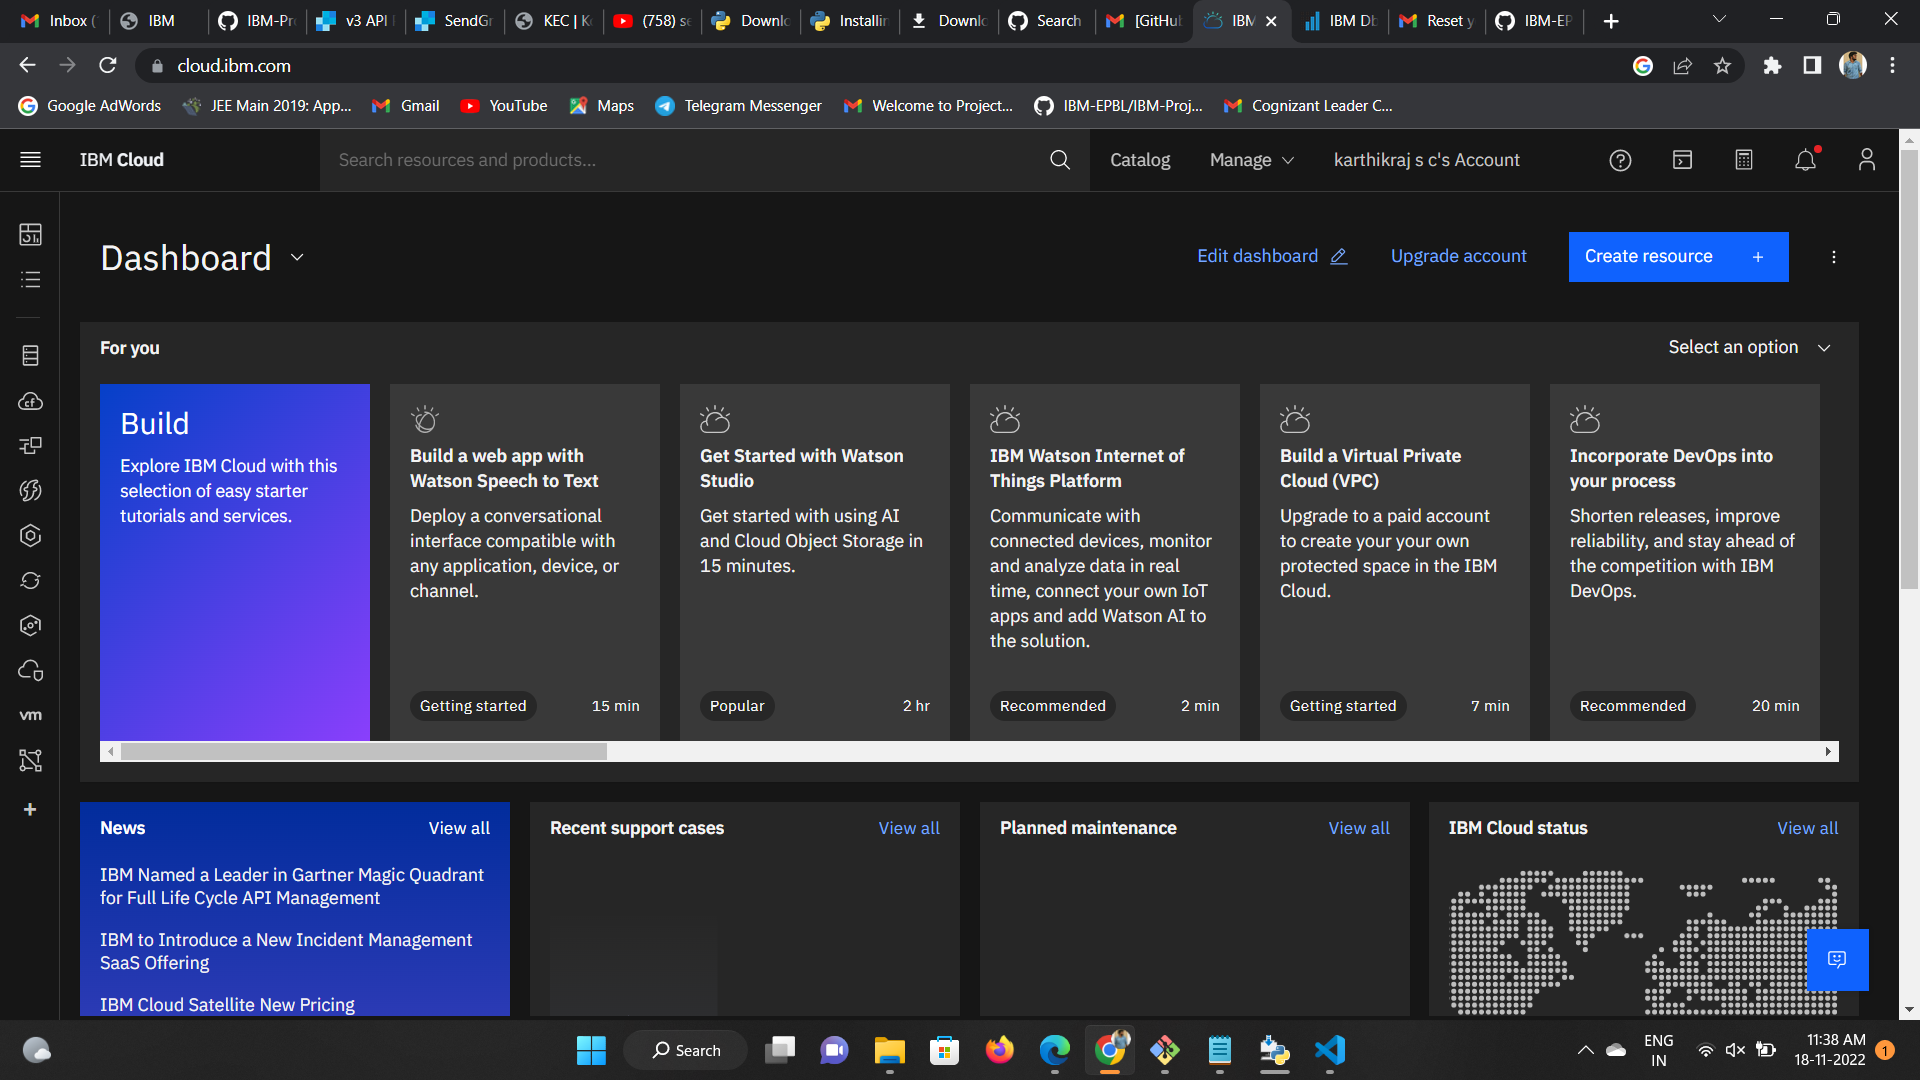 Inbox (
IBM
IBM-Pro
v3 API
SendGr
KEC | K
(758) se
Downlo
Installin
Downlo
Search
[GitHub
IBM
IBM Db
Reset y
IBM-EP
cloud.ibm.com
Google AdWords
JEE Main 2019: App...
Gmail
YouTube
Maps
Telegram Messenger
Welcome to Project...
IBM-EPBL/IBM-Proj...
Cognizant Leader C...
IBM Cloud
Search resources and products...
Catalog
Manage
karthikraj s c's Account
Dashboard
Edit dashboard
Upgrade account
Create resource +
For you
Select an option
Build
Explore IBM Cloud with this
selection of easy starter
tutorials and services.
Build a web app with
Watson Speech to Text
Deploy a conversational
interface compatible with
any application, device, or
channel.
Getting started
15 min
Get Started with Watson
Studio
Get started with using AI
and Cloud Object Storage in
15 minutes.
Popular
2 hr
IBM Watson Internet of
Things Platform
Communicate with
connected devices, monitor
and analyze data in real
time, connect your own IoT
apps and add Watson AI to
the solution.
Recommended
2 min
Build a Virtual Private
Cloud (VPC)
Upgrade to a paid account
to create your your own
protected space in the IBM
Cloud.
Getting started
7 min
Incorporate DevOps into
your process
Shorten releases, improve
reliability, and stay ahead of
the competition with IBM
DevOps.
Recommended
20 min
cf
vm
News
View all
IBM Named a Leader in Gartner Magic Quadrant
for Full Life Cycle API Management
IBM to Introduce a New Incident Management
SaaS Offering
IBM Cloud Satellite New Pricing
Recent support cases
View all
Planned maintenance
View all
IBM Cloud status
View all
Search
ENG
IN
11:38 AM
18-11-2022
1